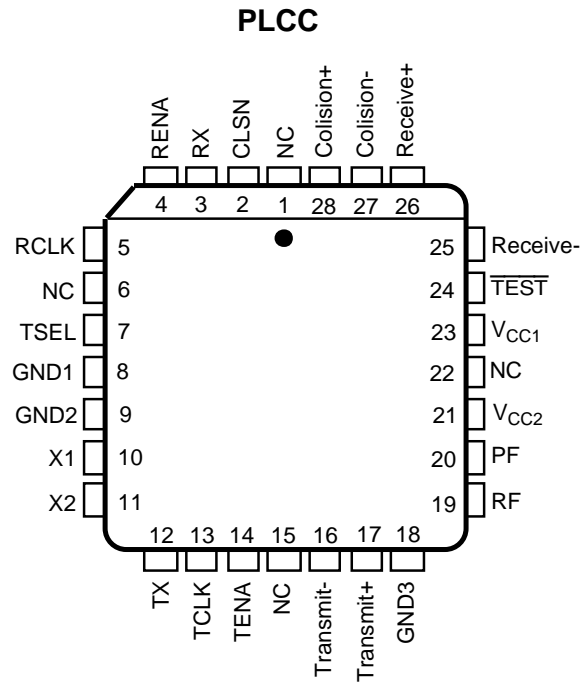 PLCC
RENA
RX
CLSN
NC
Colision+
Colision-
Receive+
4 3 2 1 28 27 26
RCLK 5
NC 6
TSEL 7
GND1 8
GND2 9
X1 10
X2 11
25 Receive-
24 TEST
23 VCC1
22 NC
21 VCC2
20 PF
19 RF
12 13 14 15 16 17 18
TX
TCLK
TENA
NC
Transmit-
Transmit+
GND3